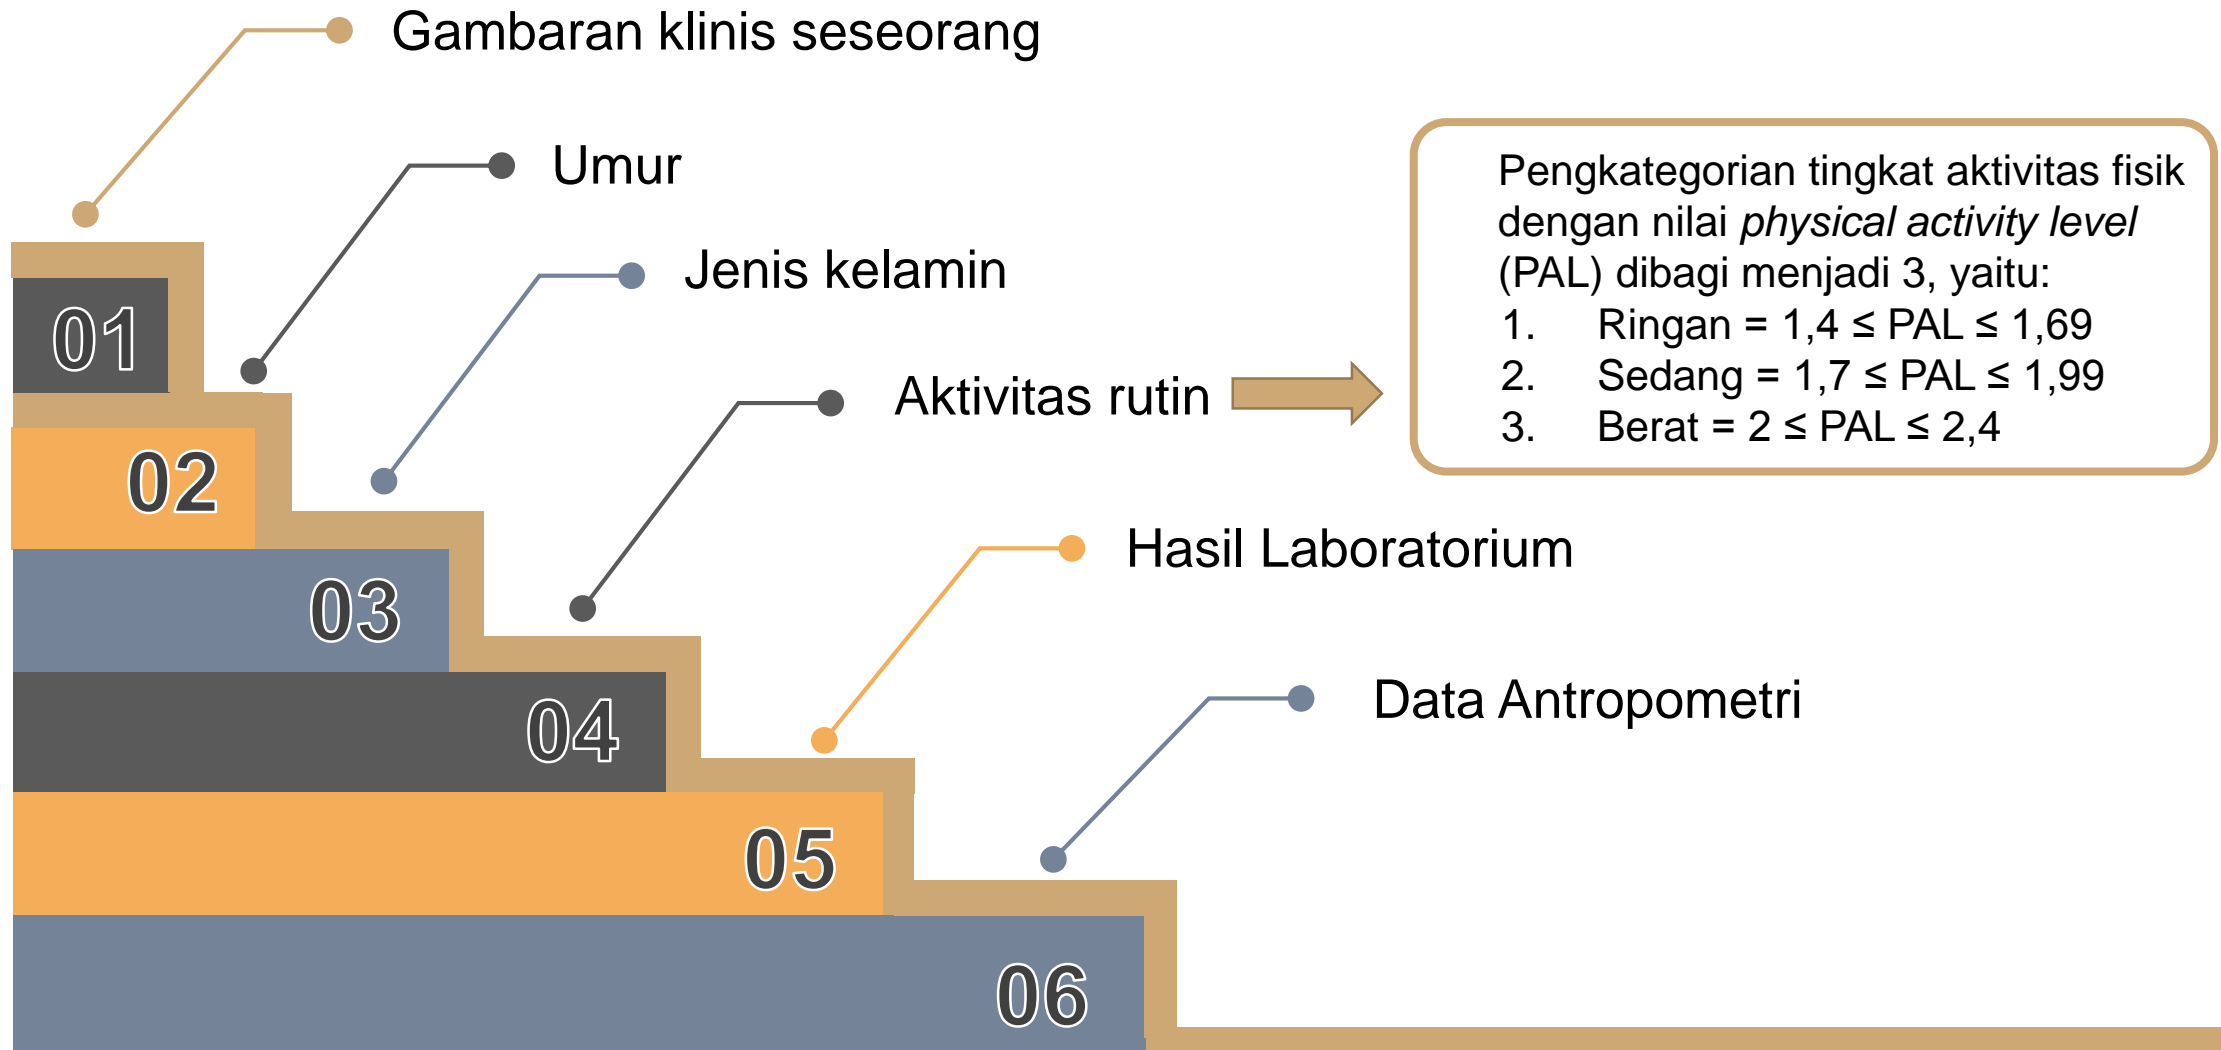 Gambaran klinis seseorang
Umur
Jenis kelamin
Aktivitas rutin
Hasil Laboratorium
Data Antropometri
Pengkategorian tingkat aktivitas fisik
dengan nilai physical activity level
(PAL) dibagi menjadi 3, yaitu:
1. Ringan = 1,4 ≤ PAL ≤ 1,69
2. Sedang = 1,7 ≤ PAL ≤ 1,99
3. Berat = 2 ≤ PAL ≤ 2,4
01
02
03
04
05
06